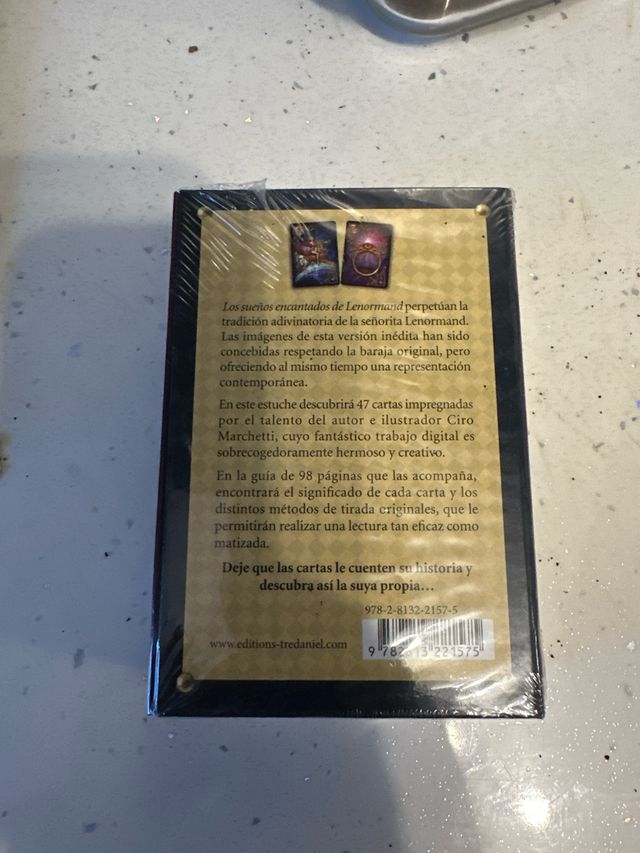 Los sueños encantados de Lenormand perpetúan la
tradición adivinatoria de la señorita Lenormand.
Las imágenes de esta versión inédita han sido
concebidas respetando la baraja original, pero
ofreciendo al mismo tiempo una representación
contemporánea.
En este estuche descubrirá 47 cartas impregnadas
por el talento del autor e ilustrador Ciro
Marchetti, cuyo fantástico trabajo digital es
sobrecogedoramente hermoso y creativo.
En la guía de 98 páginas que las acompaña,
encontrará el significado de cada carta y los
distintos métodos de tirada originales, que le
permitirán realizar una lectura tan eficaz como
matizada.
Deje que las cartas le cuenten su historia y
descubra así la suya propia…
978-2-8132-2157-5
www.editions-tredaniel.com
9 782813 221575